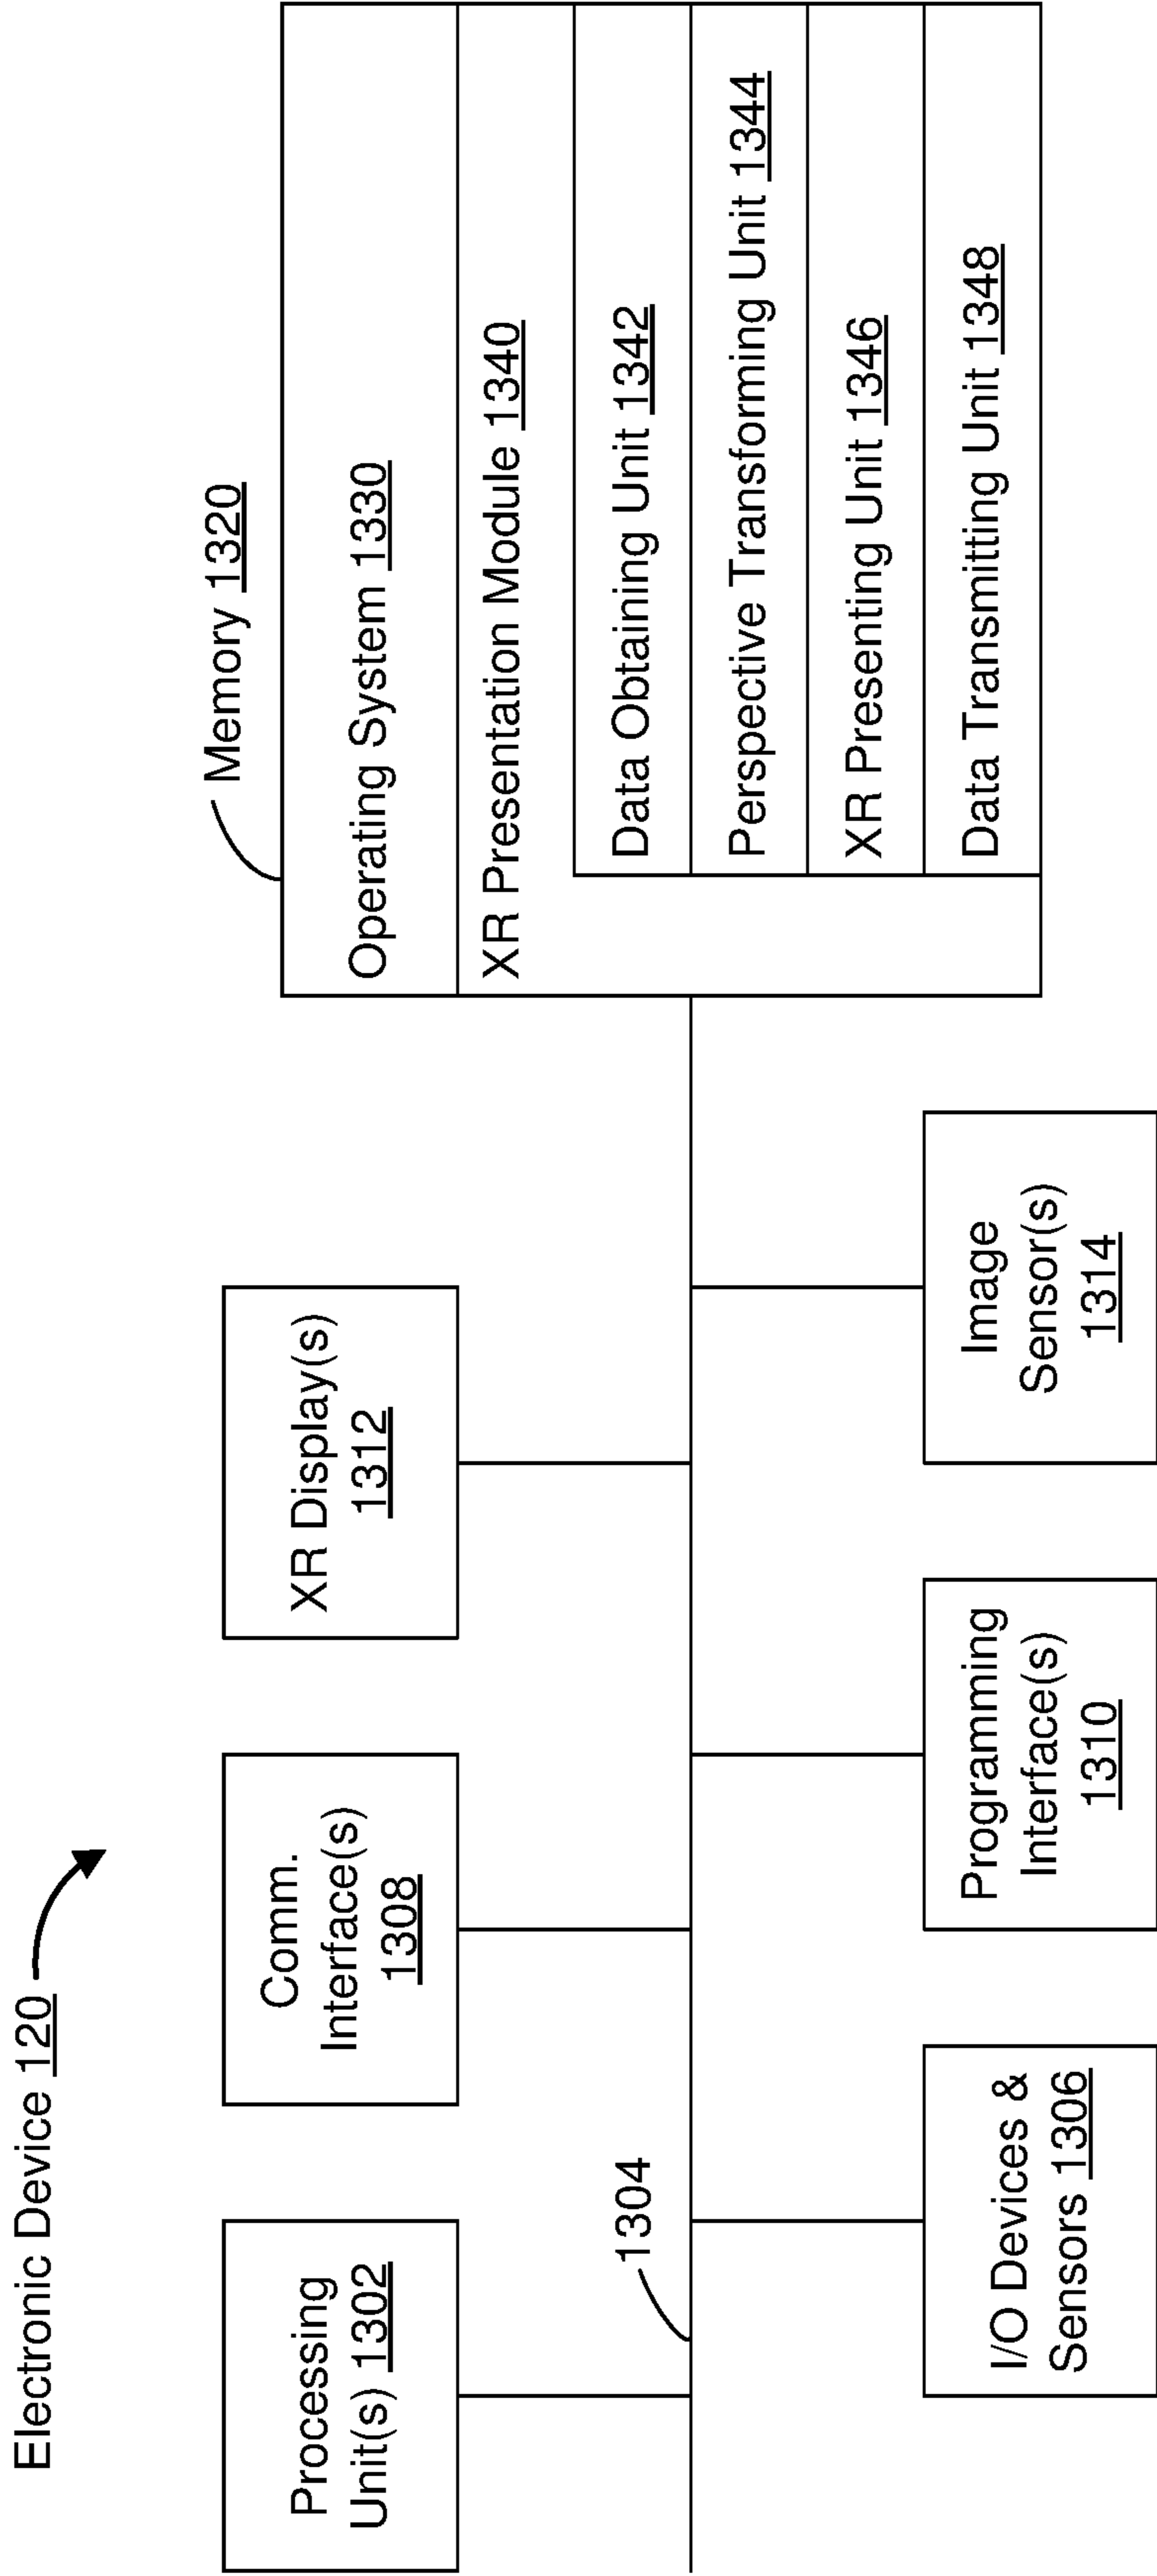 Electronic Device 120
Processing
Unit(s) 1302
Comm.
Interface(s)
1308
XR Display(s)
1312
Memory 1320
Operating System 1330
XR Presentation Module 1340
Data Obtaining Unit 1342
Perspective Transforming Unit 1344
XR Presenting Unit 1346
Data Transmitting Unit 1348
1304
I/O Devices &
Sensors 1306
Programming
Interface(s)
1310
Image
Sensor(s)
1314